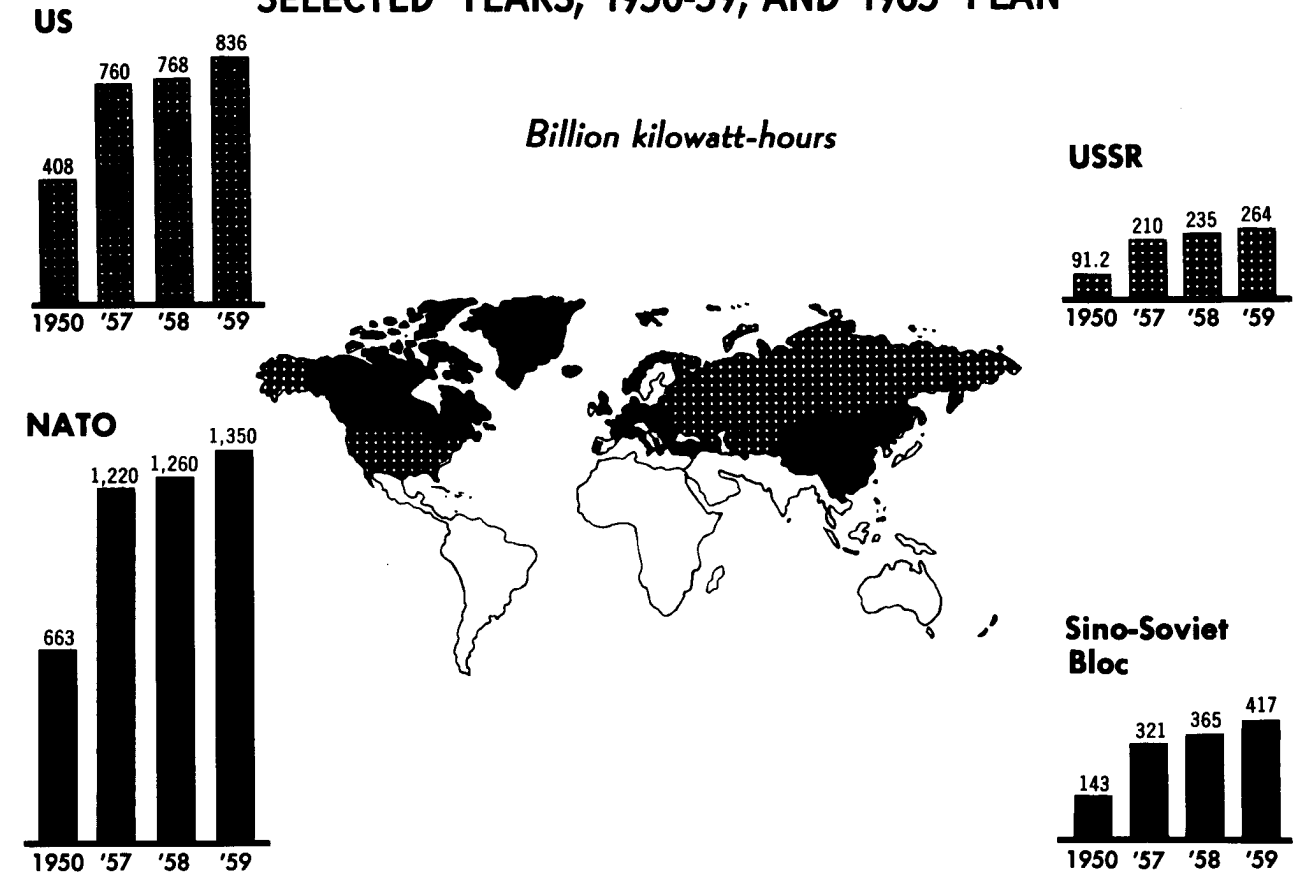 SELECTED YEARS, 1950-59, AND 1965 PLAN
US
408 760 768 836
1950 '57 '58 '59
Billion kilowatt-hours
USSR
91.2 210 235 264
1950 '57 '58 '59
NATO
663 1,220 1,260 1,350
1950 '57 '58 '59
Sino-Soviet
Bloc
143 321 365 417
1950 '57 '58 '59